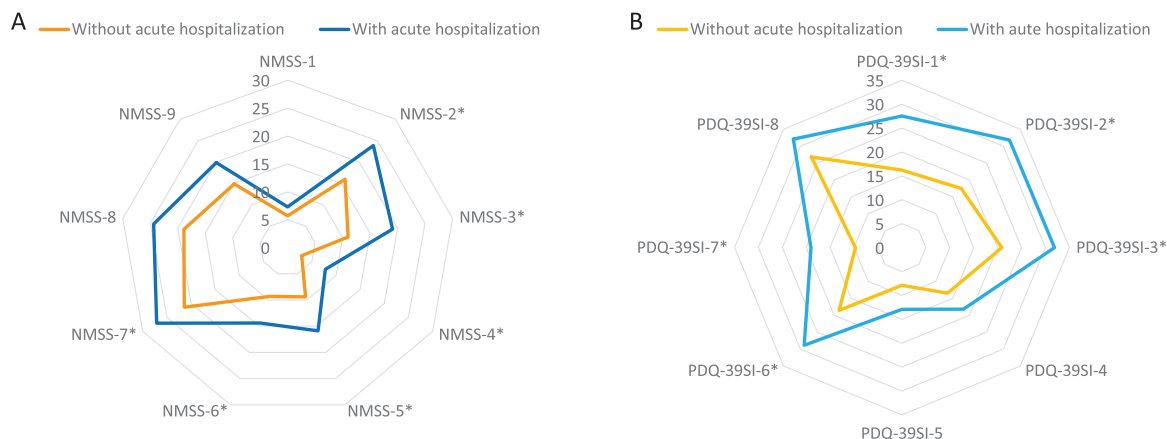 A
Without acute hospitalization
With acute hospitalization
NMSS-1
NMSS-2*
NMSS-3*
NMSS-4*
NMSS-5*
NMSS-6*
NMSS-7*
NMSS-8
NMSS-9
30
25
20
15
10
5
0
B
Without acute hospitalization
With aute hospitalization
PDQ-39SI-1*
PDQ-39SI-2*
PDQ-39SI-3*
PDQ-39SI-4
PDQ-39SI-5
PDQ-39SI-6*
PDQ-39SI-7*
PDQ-39SI-8
35
30
25
20
15
10
5
0